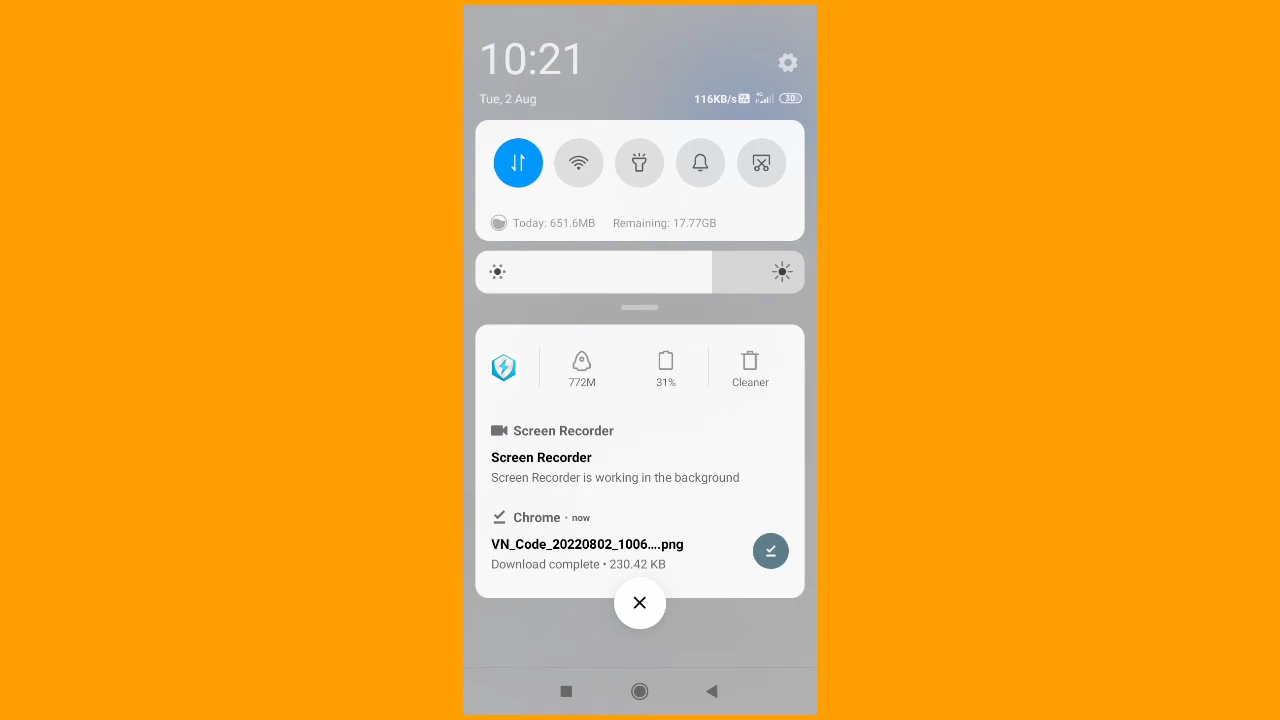 10:21
Tue, 2 Aug
116KB/s 4G 30
Today: 651.6MB Remaining: 17.77GB
772M 31% Cleaner
Screen Recorder
Screen Recorder
Screen Recorder is working in the background
Chrome · now
VN_Code_20220802_1006....png
Download complete • 230.42 KB